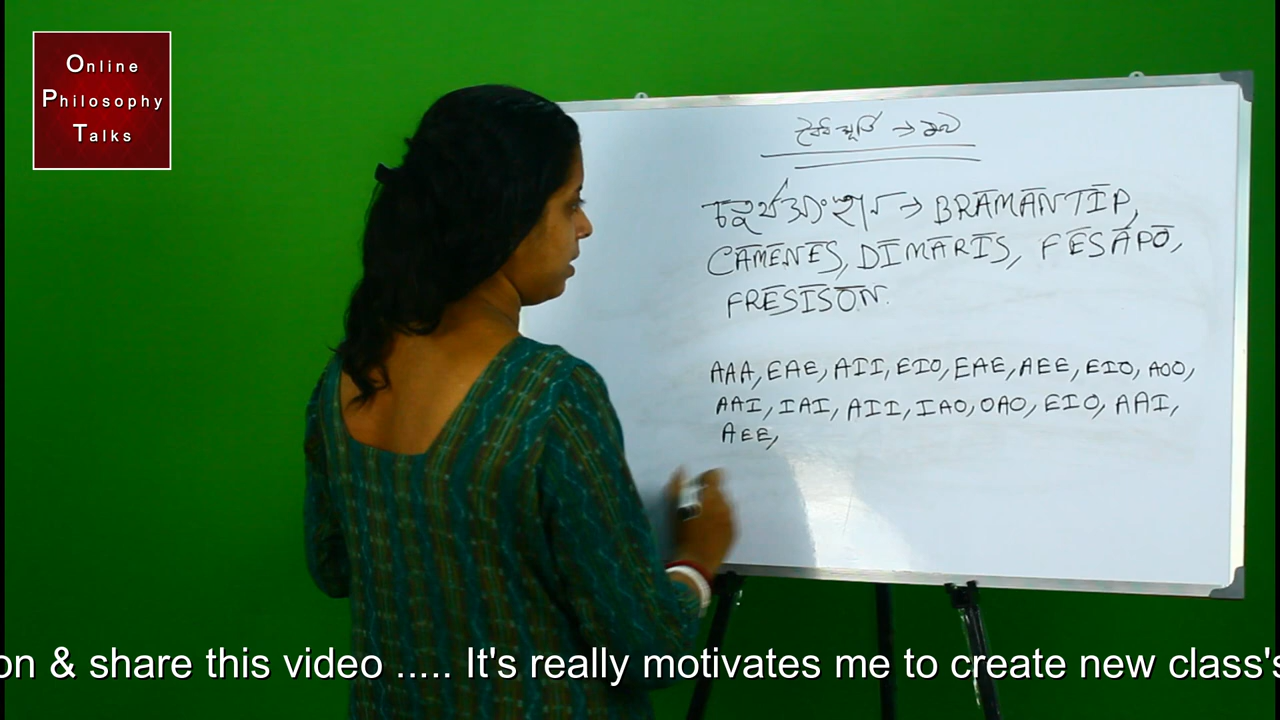 Online
Philosophy
Talks
বৈধ মূর্তি →
চতুর্থ সংস্থান → BRAMANTIP,
CAMENES, DIMARIS, FESAPO,
FRESISON.
AAA, EAE, AII, EIO, EAE, AEE, EIO, AOO,
AAI, IAI, AII, IAO, OAO, EIO, AAI,
AEE,
on & share this video ..... It's really motivates me to create new class's